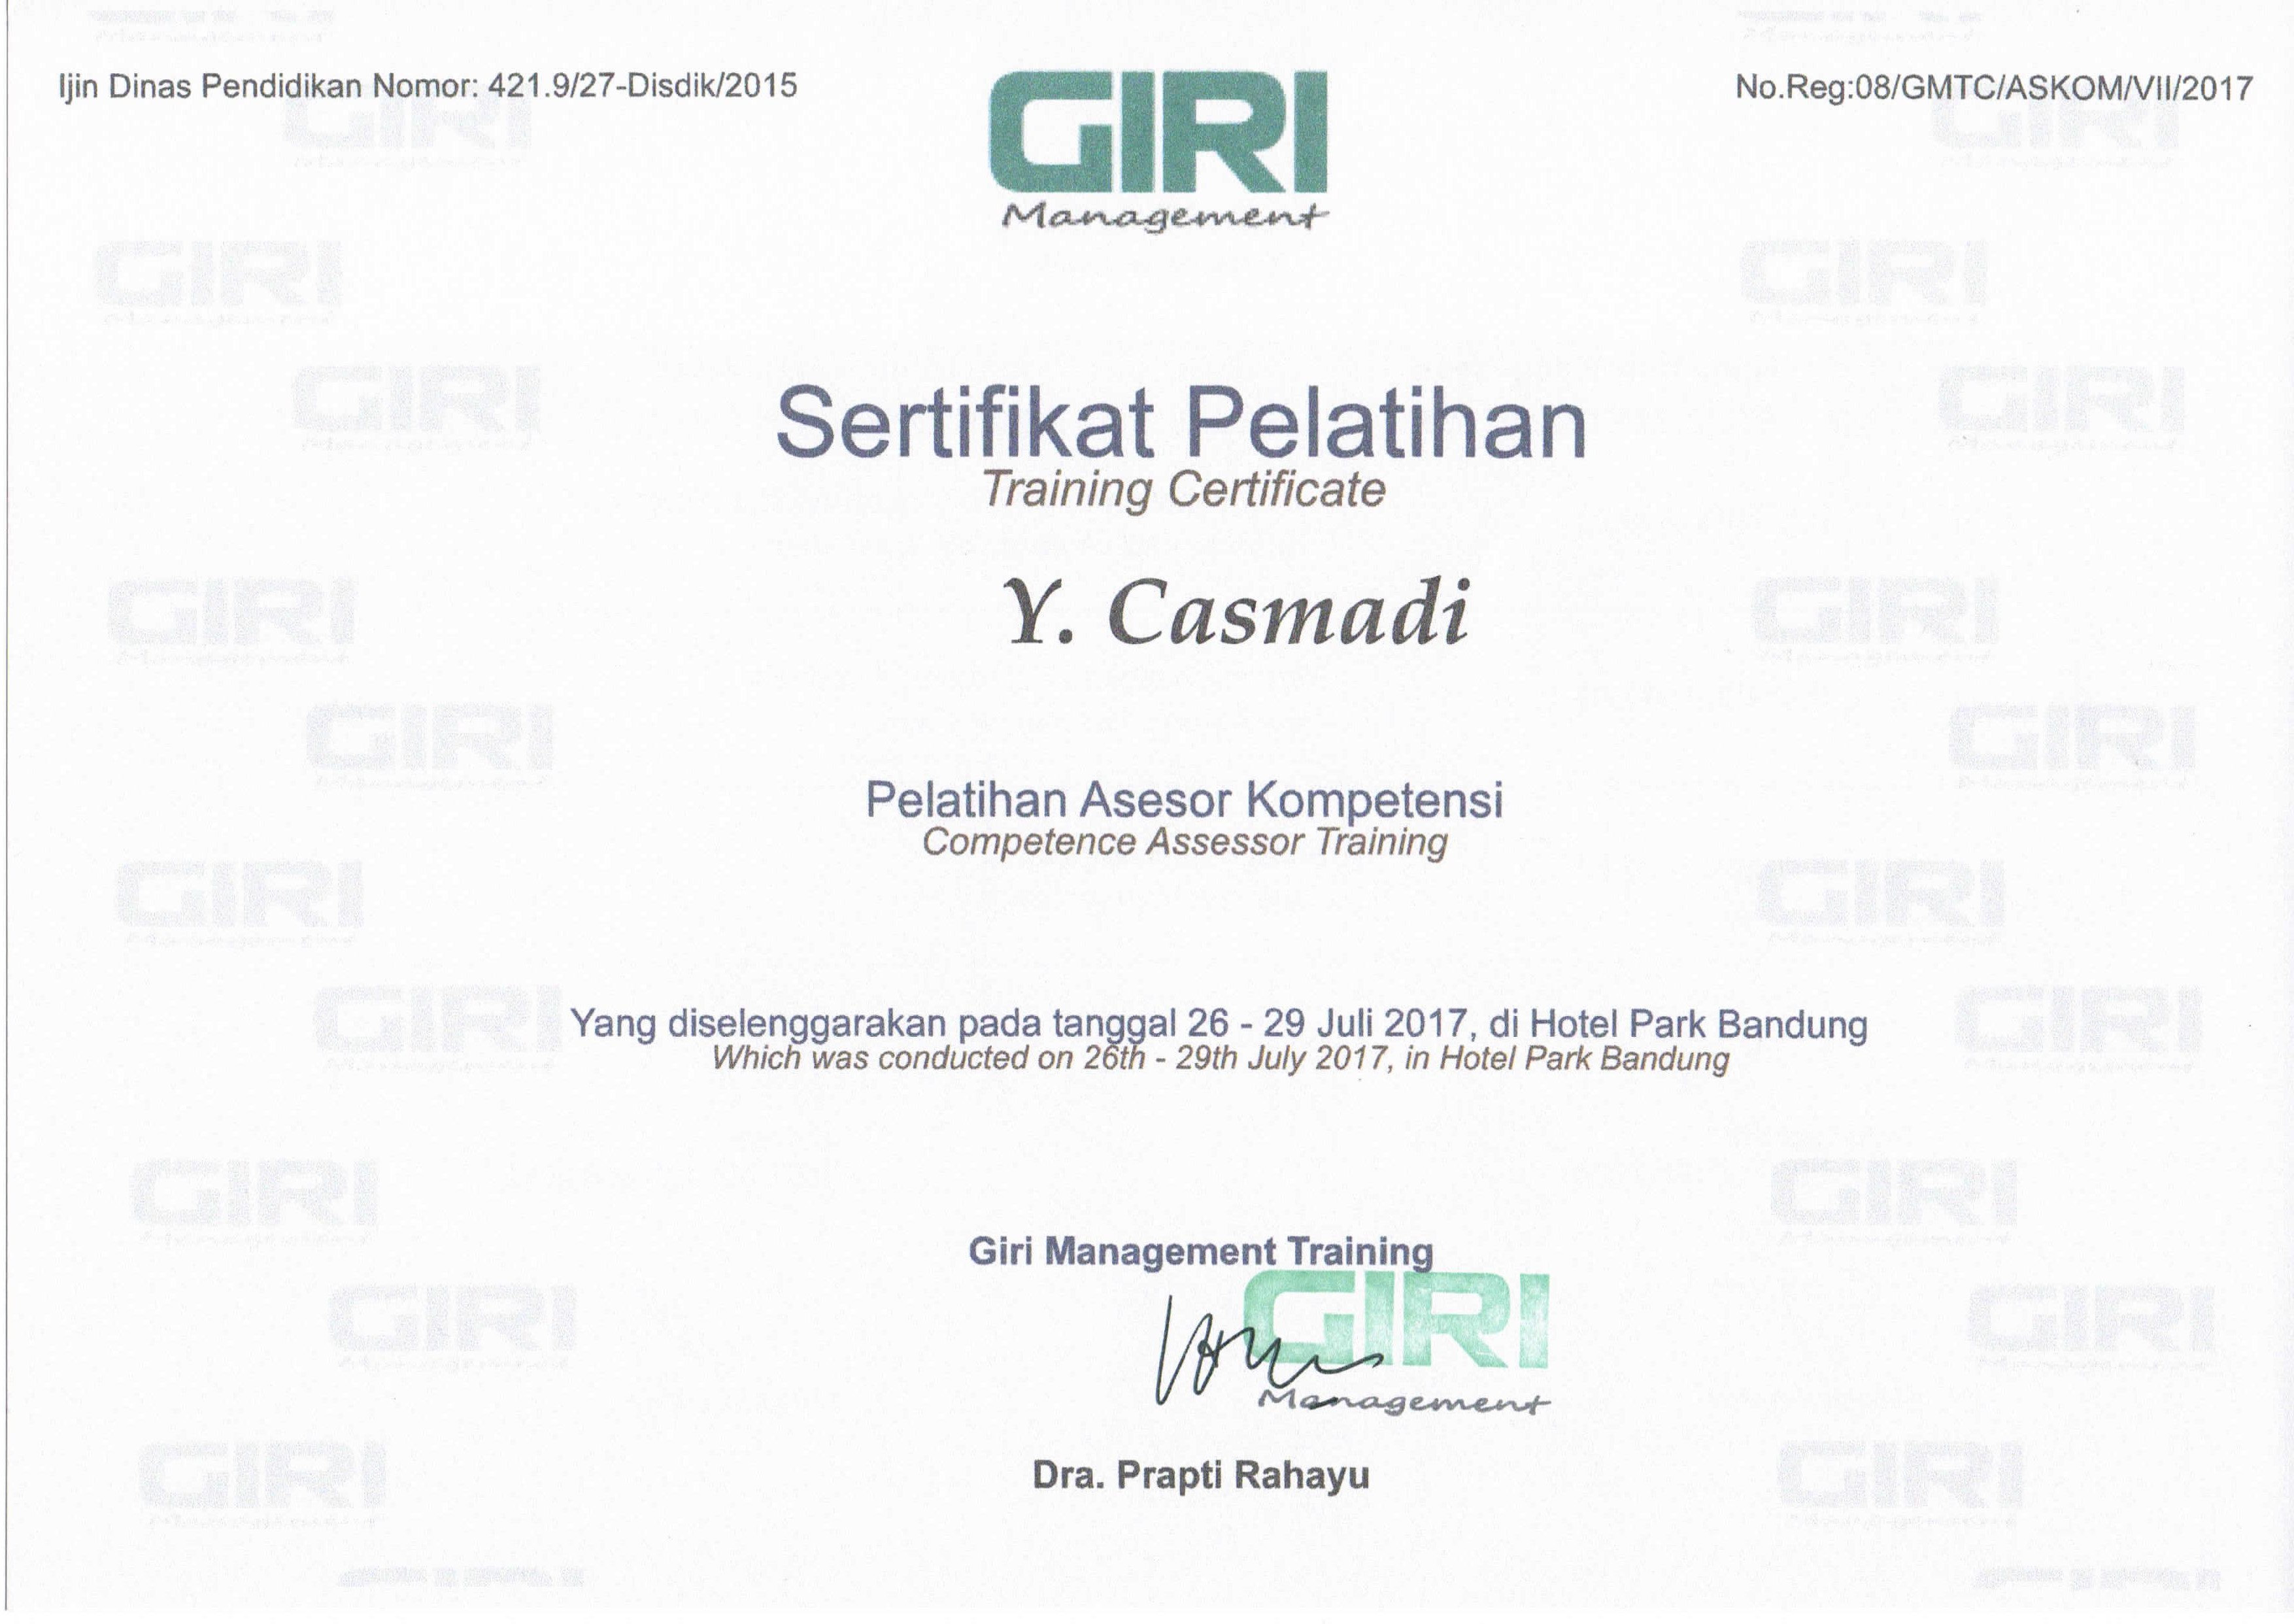 Ijin Dinas Pendidikan Nomor: 421.9/27-Disdik/2015
No.Reg:08/GMTC/ASKOM/VII/2017
GIRI
Management
Sertifikat Pelatihan
Training Certificate
Y. Casmadi
Pelatihan Asesor Kompetensi
Competence Assessor Training
Yang diselenggarakan pada tanggal 26 - 29 Juli 2017, di Hotel Park Bandung
Which was conducted on 26th - 29th July 2017, in Hotel Park Bandung
Giri Management Training
GIRI
Management
Dra. Prapti Rahayu